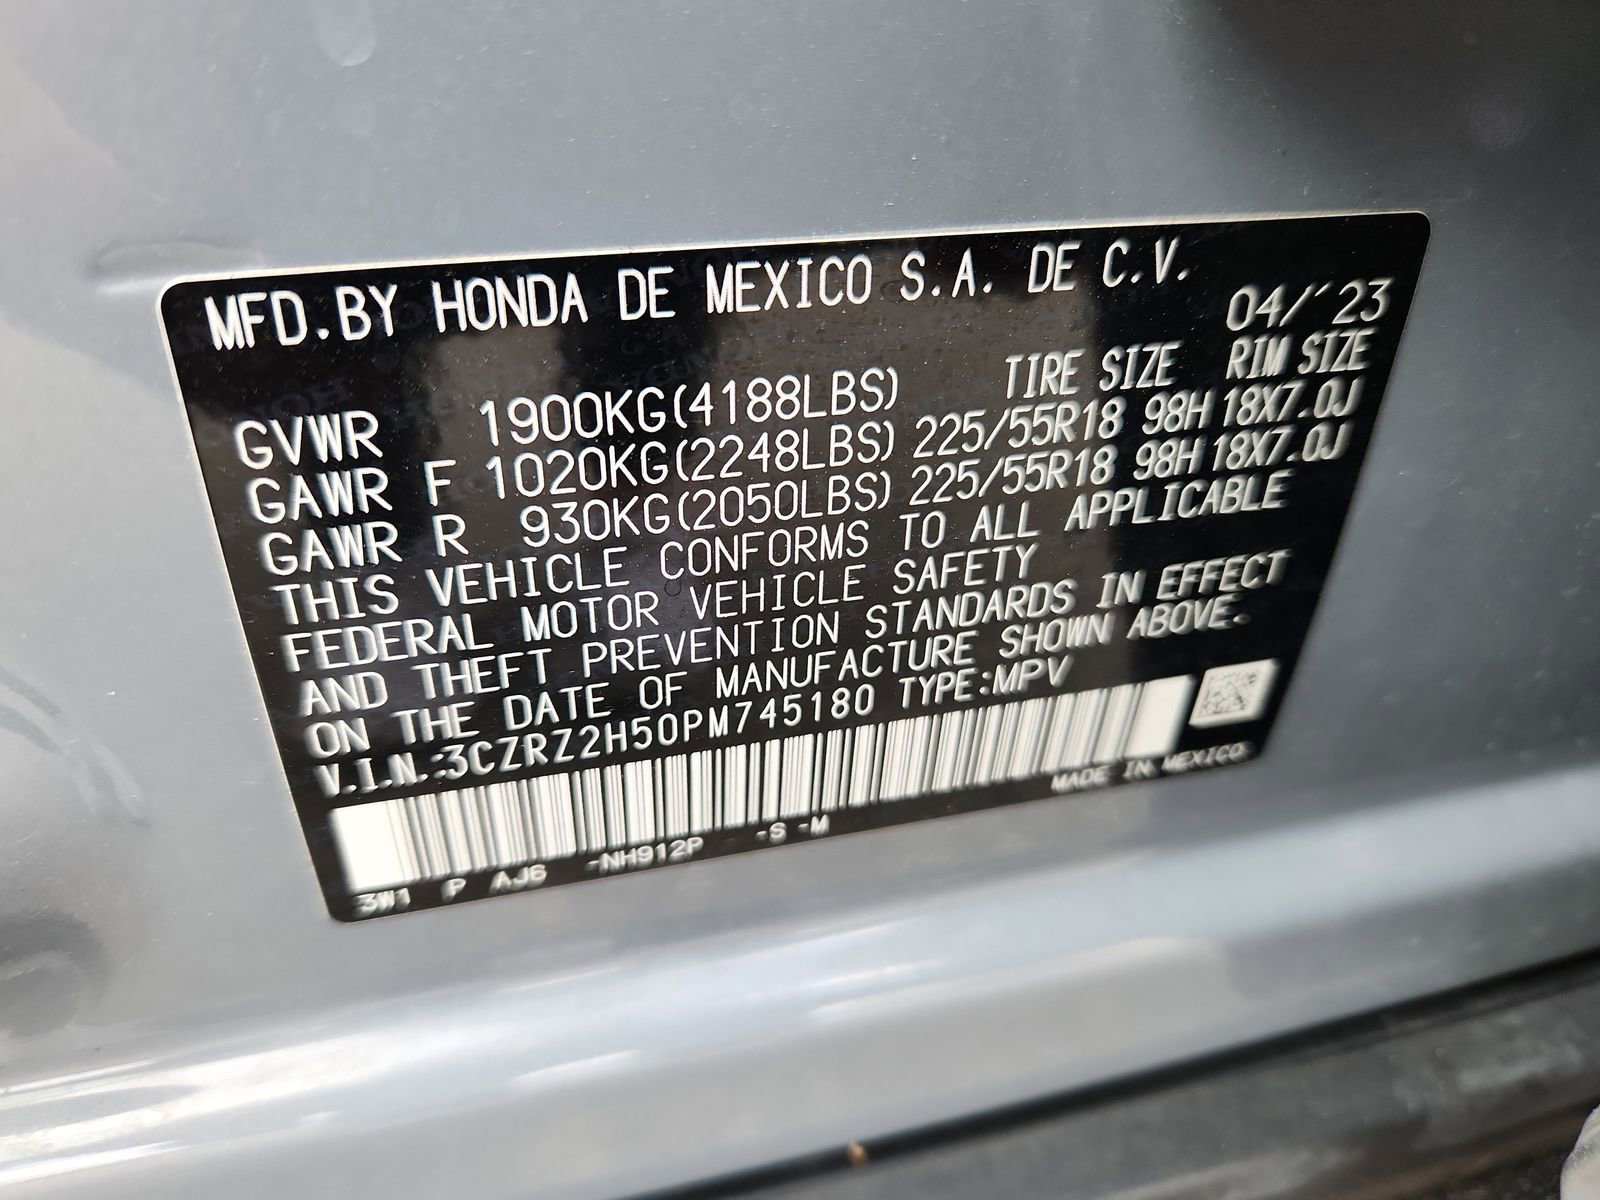 MFD.BY HONDA DE MEXICO S.A. DE C.V.
04/´23
TIRE SIZE RIM SIZE
GVWR 1900KG(4188LBS)
GAWR F 1020KG(2248LBS) 225/55R18 98H 18X7.0J
GAWR R 930KG(2050LBS) 225/55R18 98H 18X7.0J
THIS VEHICLE CONFORMS TO ALL APPLICABLE
FEDERAL MOTOR VEHICLE SAFETY
AND THEFT PREVENTION STANDARDS IN EFFECT
ON THE DATE OF MANUFACTURE SHOWN ABOVE.
V.I.N.:3CZRZ2H50PM745180 TYPE:MPV
MADE IN MEXICO
3W1 P AJ6 -NH912P -S -M